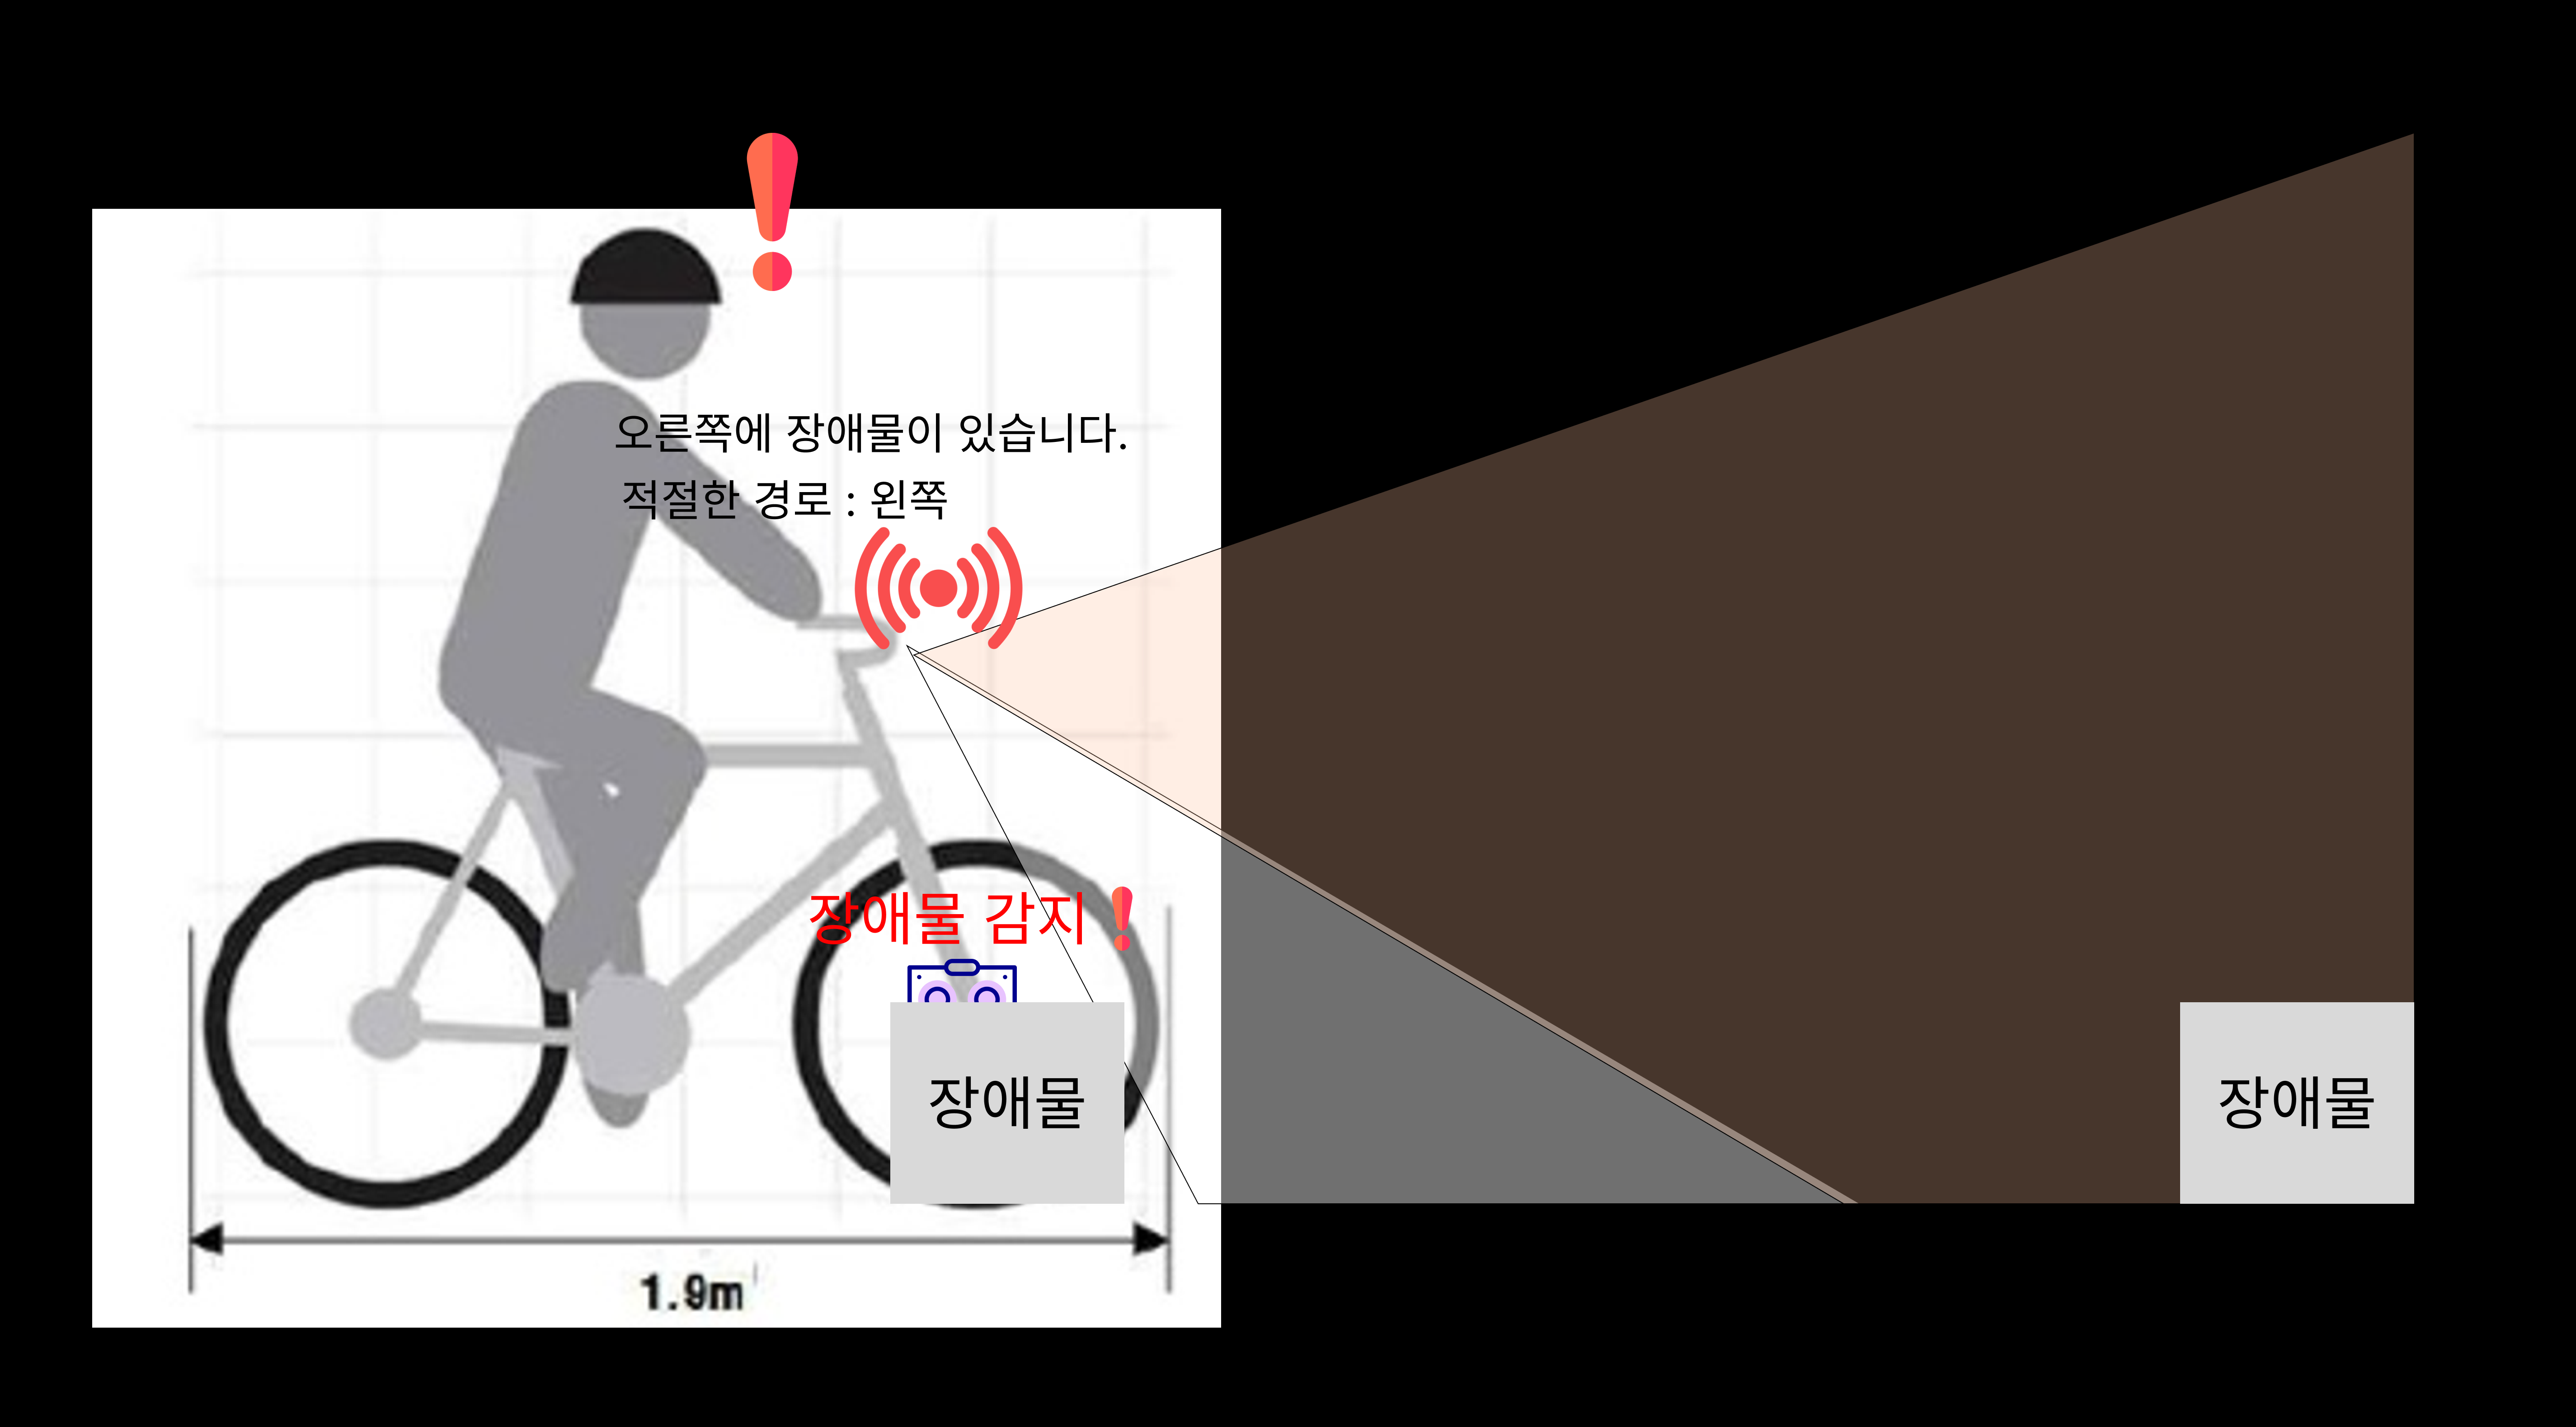 오른쪽에 장애물이 있습니다.
적절한 경로 : 왼쪽
장애물 감지
장애물
장애물
1.9m